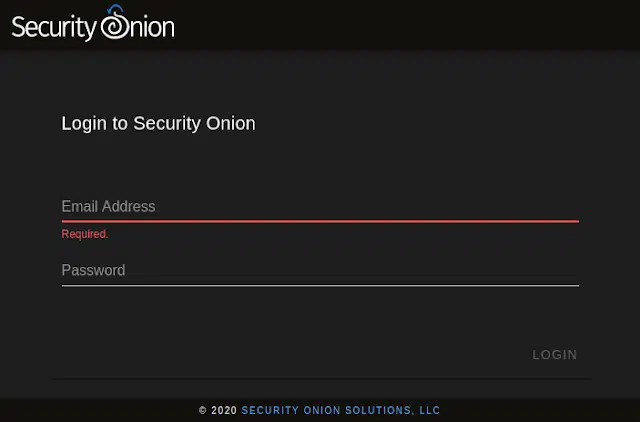 Security Onion
Login to Security Onion
Email Address
Required.
Password
LOGIN
© 2020 SECURITY ONION SOLUTIONS, LLC